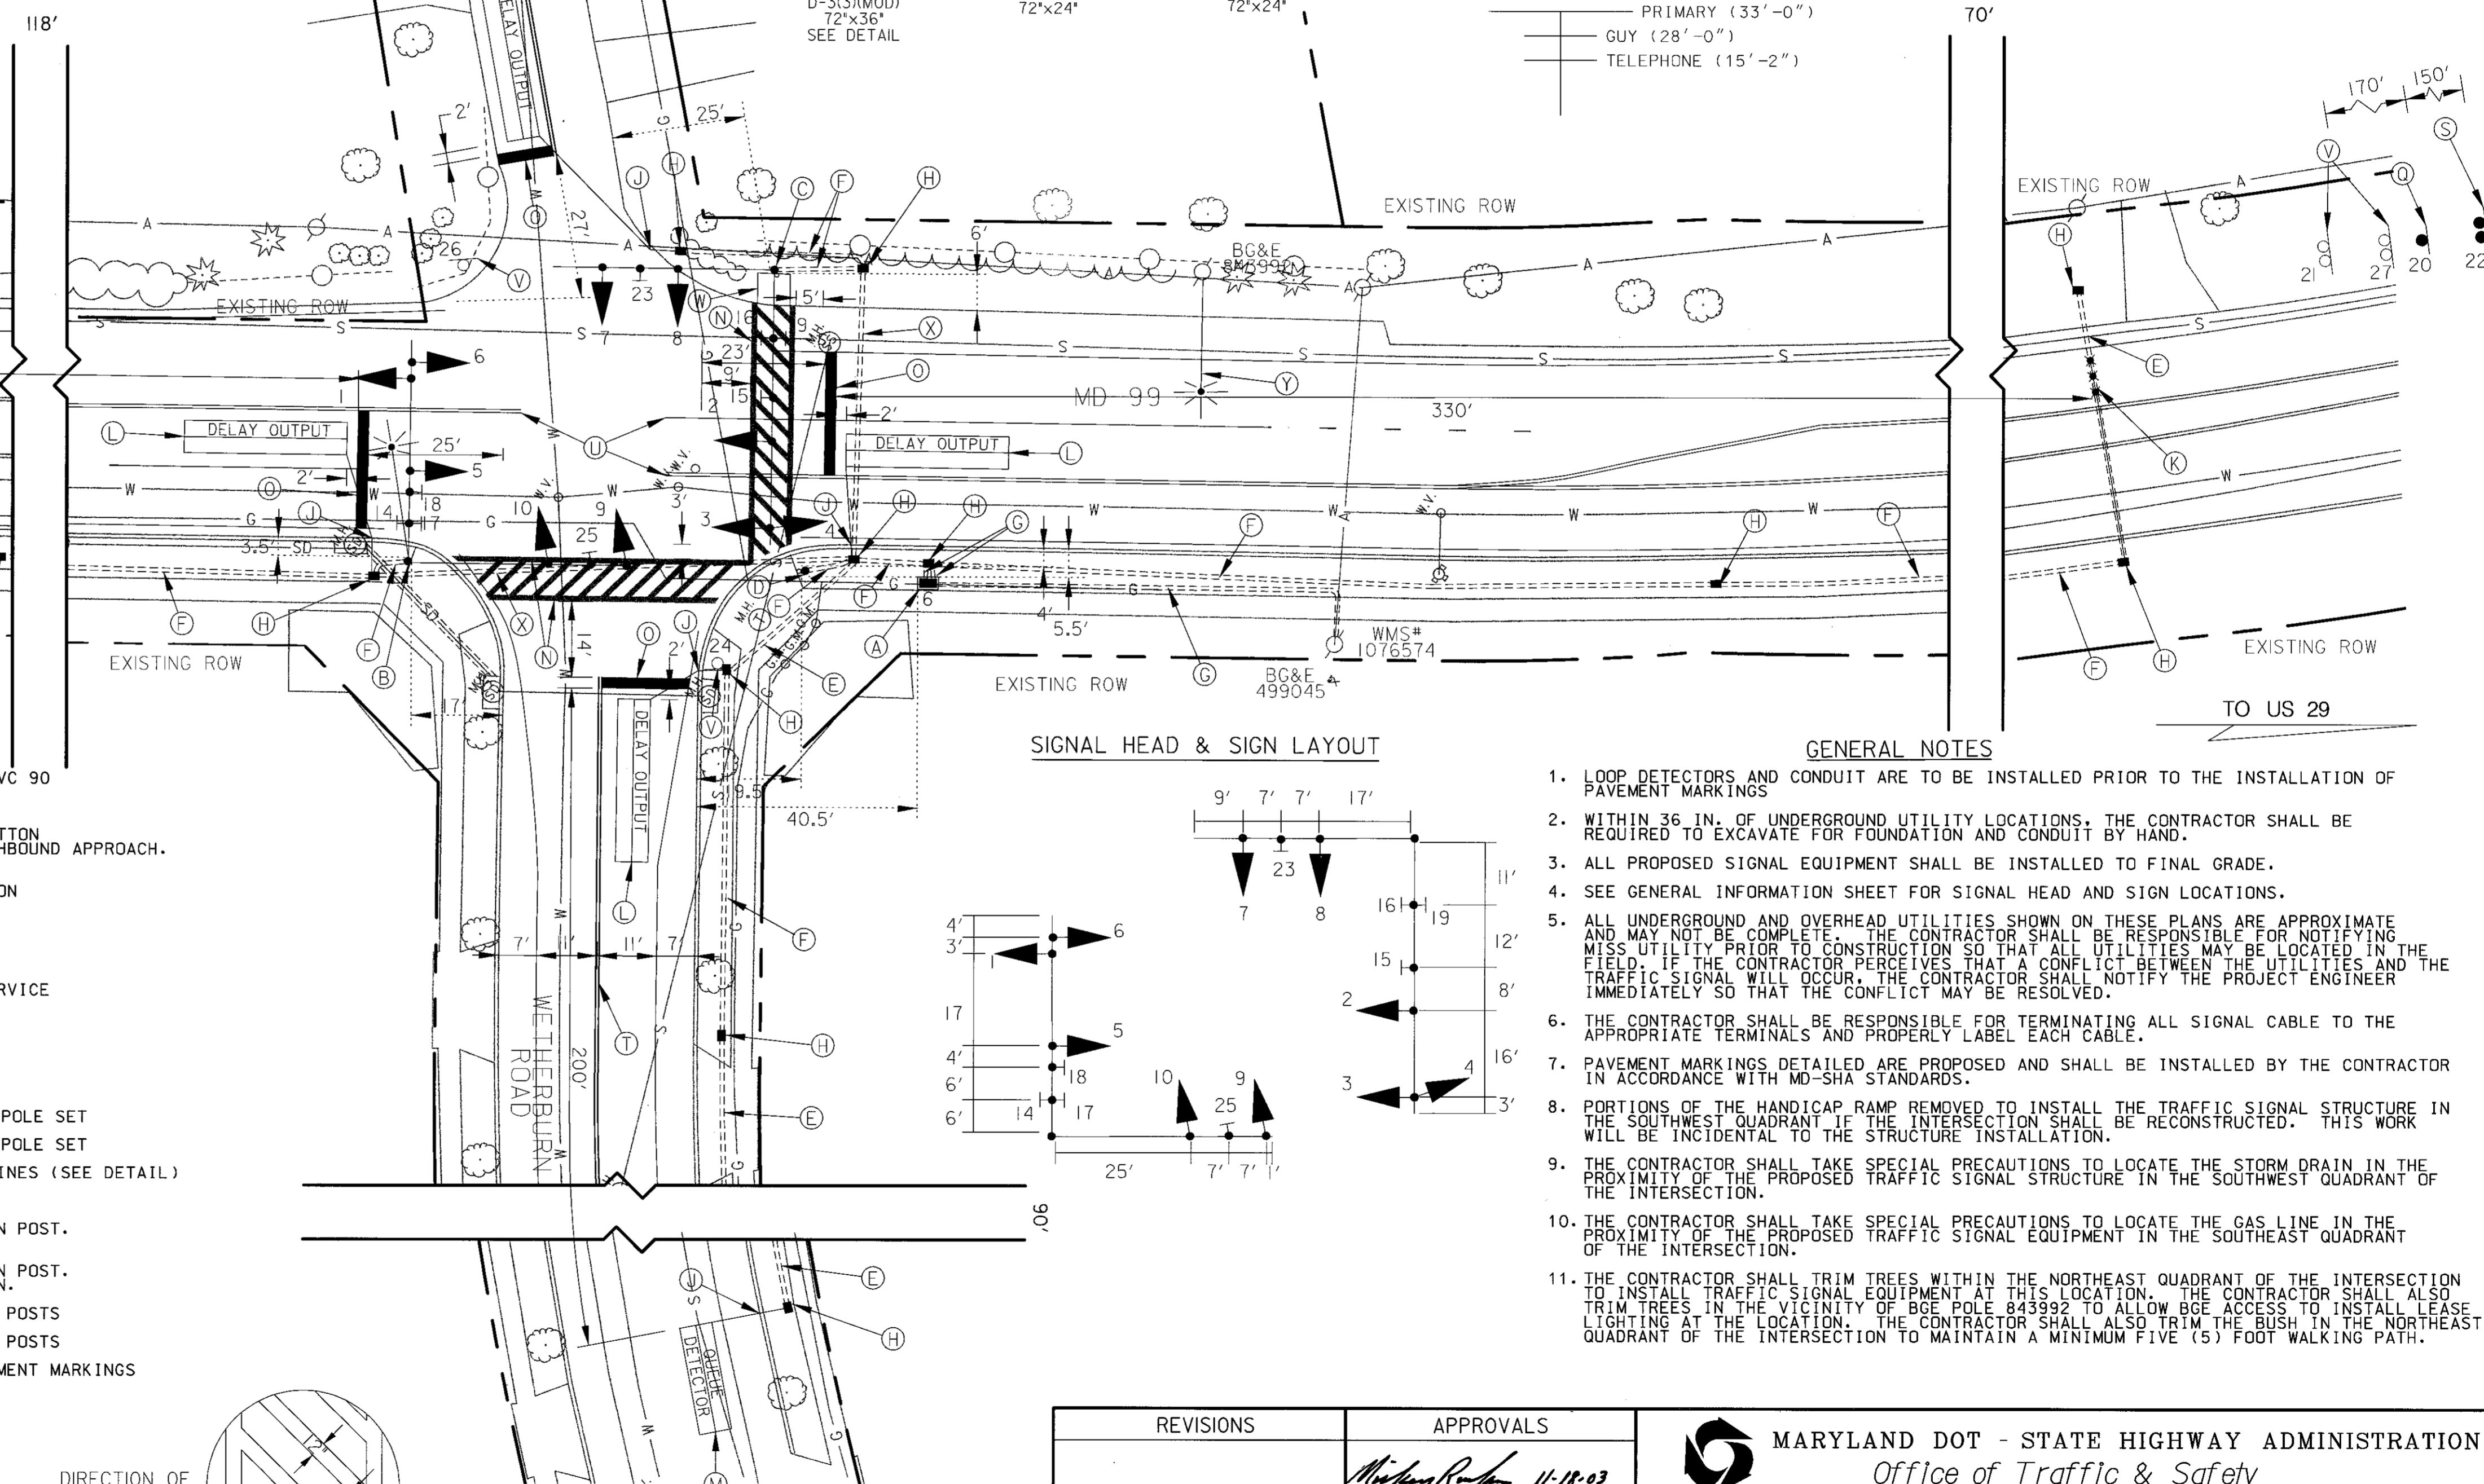 118'
D-3(3)(MOD)
72"x36"
SEE DETAIL
72"x24"
72"x24"
PRIMARY (33'-0")
GUY (28'-0")
TELEPHONE (15'-2")
70'
170'
150'
S
V
Q
21
27
20
22
DELAY OUTPUT
2'
25'
27'
26
J
H
C
F
H
EXISTING ROW
EXISTING ROW
EXISTING ROW
BG&E
843992
6'
23
7
8
W
N
16
15'
X
9
23'
9'
O
15
2
MD 99
Y
330'
2'
H
E
K
6
1
L
DELAY OUTPUT
25'
U
DELAY OUTPUT
L
5
2'
18
14
17
10
9
25
3'
3
4
J
H
H
G
F
H
F
3.5'
SD
F
H
F
B
X
N
14'
O
2'
J
24
D
F
F
6
A
4'
5.5'
E
H
V
WMS#
1076574
BG&E
499045
G
F
H
EXISTING ROW
EXISTING ROW
EXISTING ROW
TO US 29
17'
DELAY OUTPUT
9.5'
40.5'
L
F
7'
11'
11'
7'
WETHERBURN
ROAD
200'
T
H
E
90'
E
J
H
QUEUE
DETECTOR
M
VC 90
TTON
HBOUND APPROACH.
ON
RVICE
POLE SET
POLE SET
INES (SEE DETAIL)
N POST.
N POST.
N.
POSTS
POSTS
MENT MARKINGS
DIRECTION OF
2"
SIGNAL HEAD & SIGN LAYOUT
9' 7' 7' 17'
23
7
8
11'
16
19
12'
15
8'
2
16'
3
4
3'
4'
3'
6
1
17
5
4'
18
6'
14
17
6'
10
9
25
25' 7' 7' 1'
GENERAL NOTES
1. LOOP DETECTORS AND CONDUIT ARE TO BE INSTALLED PRIOR TO THE INSTALLATION OF
PAVEMENT MARKINGS
2. WITHIN 36 IN. OF UNDERGROUND UTILITY LOCATIONS, THE CONTRACTOR SHALL BE
REQUIRED TO EXCAVATE FOR FOUNDATION AND CONDUIT BY HAND.
3. ALL PROPOSED SIGNAL EQUIPMENT SHALL BE INSTALLED TO FINAL GRADE.
4. SEE GENERAL INFORMATION SHEET FOR SIGNAL HEAD AND SIGN LOCATIONS.
5. ALL UNDERGROUND AND OVERHEAD UTILITIES SHOWN ON THESE PLANS ARE APPROXIMATE
AND MAY NOT BE COMPLETE. THE CONTRACTOR SHALL BE RESPONSIBLE FOR NOTIFYING
MISS UTILITY PRIOR TO CONSTRUCTION SO THAT ALL UTILITIES MAY BE LOCATED IN THE
FIELD. IF THE CONTRACTOR PERCEIVES THAT A CONFLICT BETWEEN THE UTILITIES AND THE
TRAFFIC SIGNAL WILL OCCUR, THE CONTRACTOR SHALL NOTIFY THE PROJECT ENGINEER
IMMEDIATELY SO THAT THE CONFLICT MAY BE RESOLVED.
6. THE CONTRACTOR SHALL BE RESPONSIBLE FOR TERMINATING ALL SIGNAL CABLE TO THE
APPROPRIATE TERMINALS AND PROPERLY LABEL EACH CABLE.
7. PAVEMENT MARKINGS DETAILED ARE PROPOSED AND SHALL BE INSTALLED BY THE CONTRACTOR
IN ACCORDANCE WITH MD-SHA STANDARDS.
8. PORTIONS OF THE HANDICAP RAMP REMOVED TO INSTALL THE TRAFFIC SIGNAL STRUCTURE IN
THE SOUTHWEST QUADRANT IF THE INTERSECTION SHALL BE RECONSTRUCTED. THIS WORK
WILL BE INCIDENTAL TO THE STRUCTURE INSTALLATION.
9. THE CONTRACTOR SHALL TAKE SPECIAL PRECAUTIONS TO LOCATE THE STORM DRAIN IN THE
PROXIMITY OF THE PROPOSED TRAFFIC SIGNAL STRUCTURE IN THE SOUTHWEST QUADRANT OF
THE INTERSECTION.
10. THE CONTRACTOR SHALL TAKE SPECIAL PRECAUTIONS TO LOCATE THE GAS LINE IN THE
PROXIMITY OF THE PROPOSED TRAFFIC SIGNAL EQUIPMENT IN THE SOUTHEAST QUADRANT
OF THE INTERSECTION.
11. THE CONTRACTOR SHALL TRIM TREES WITHIN THE NORTHEAST QUADRANT OF THE INTERSECTION
TO INSTALL TRAFFIC SIGNAL EQUIPMENT AT THIS LOCATION. THE CONTRACTOR SHALL ALSO
TRIM TREES IN THE VICINITY OF BGE POLE 843992 TO ALLOW BGE ACCESS TO INSTALL LEASE
LIGHTING AT THE LOCATION. THE CONTRACTOR SHALL ALSO TRIM THE BUSH IN THE NORTHEAST
QUADRANT OF THE INTERSECTION TO MAINTAIN A MINIMUM FIVE (5) FOOT WALKING PATH.
REVISIONS
APPROVALS
11-18-03
MARYLAND DOT - STATE HIGHWAY ADMINISTRATION
Office of Traffic & Safety